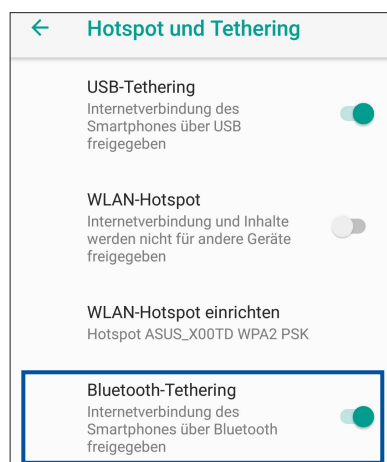 Hotspot und Tethering
USB-Tethering
Internetverbindung des
Smartphones über USB
freigegeben
WLAN-Hotspot
Internetverbindung und Inhalte
werden nicht für andere Geräte
freigegeben
WLAN-Hotspot einrichten
Hotspot ASUS_X00TD WPA2 PSK
Bluetooth-Tethering
Internetverbindung des
Smartphones über Bluetooth
freigegeben